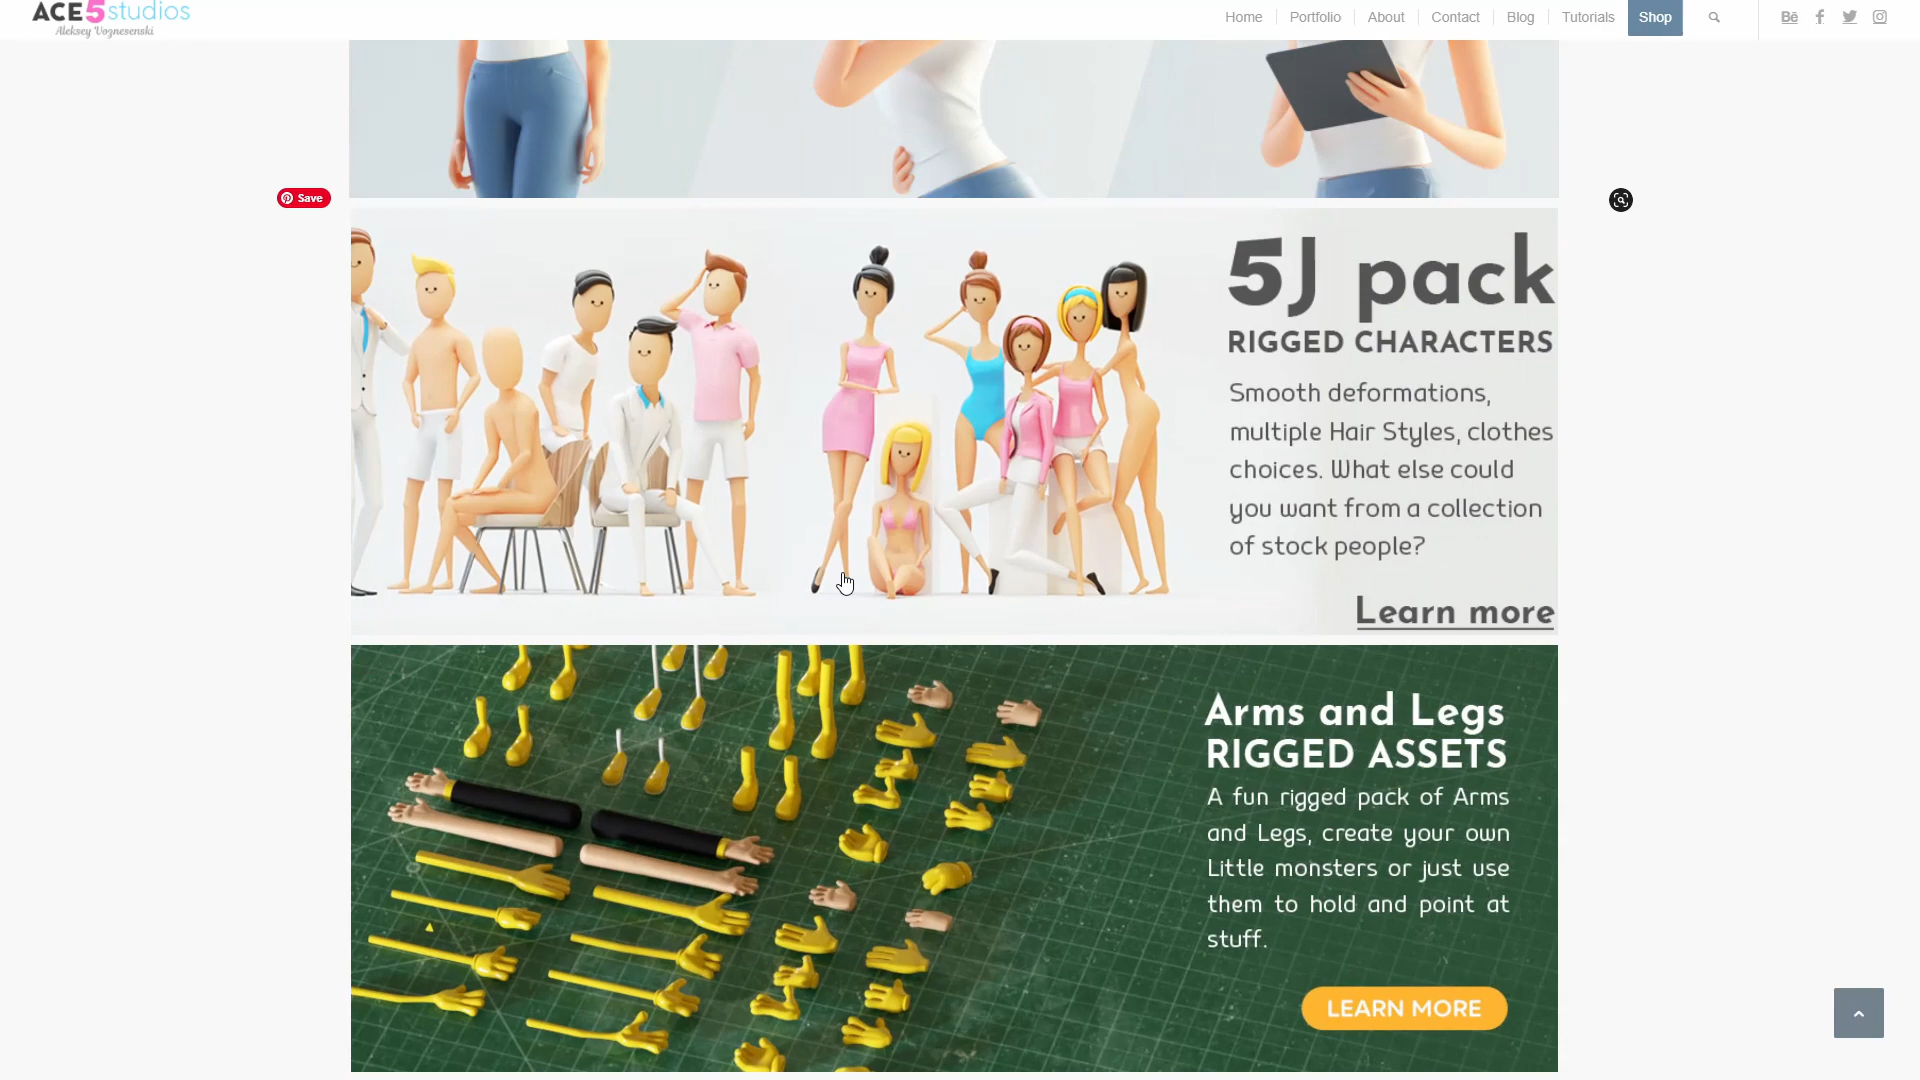 ACE5studios
Aleksey Voznesenski
Home
Portfolio
About
Contact
Blog
Tutorials
Shop
Bē
Save
5J pack
RIGGED CHARACTERS
Smooth deformations,
multiple Hair Styles, clothes
choices. What else could
you want from a collection
of stock people?
Learn more
Arms and Legs
RIGGED ASSETS
A fun rigged pack of Arms
and Legs, create your own
Little monsters or just use
them to hold and point at
stuff.
LEARN MORE